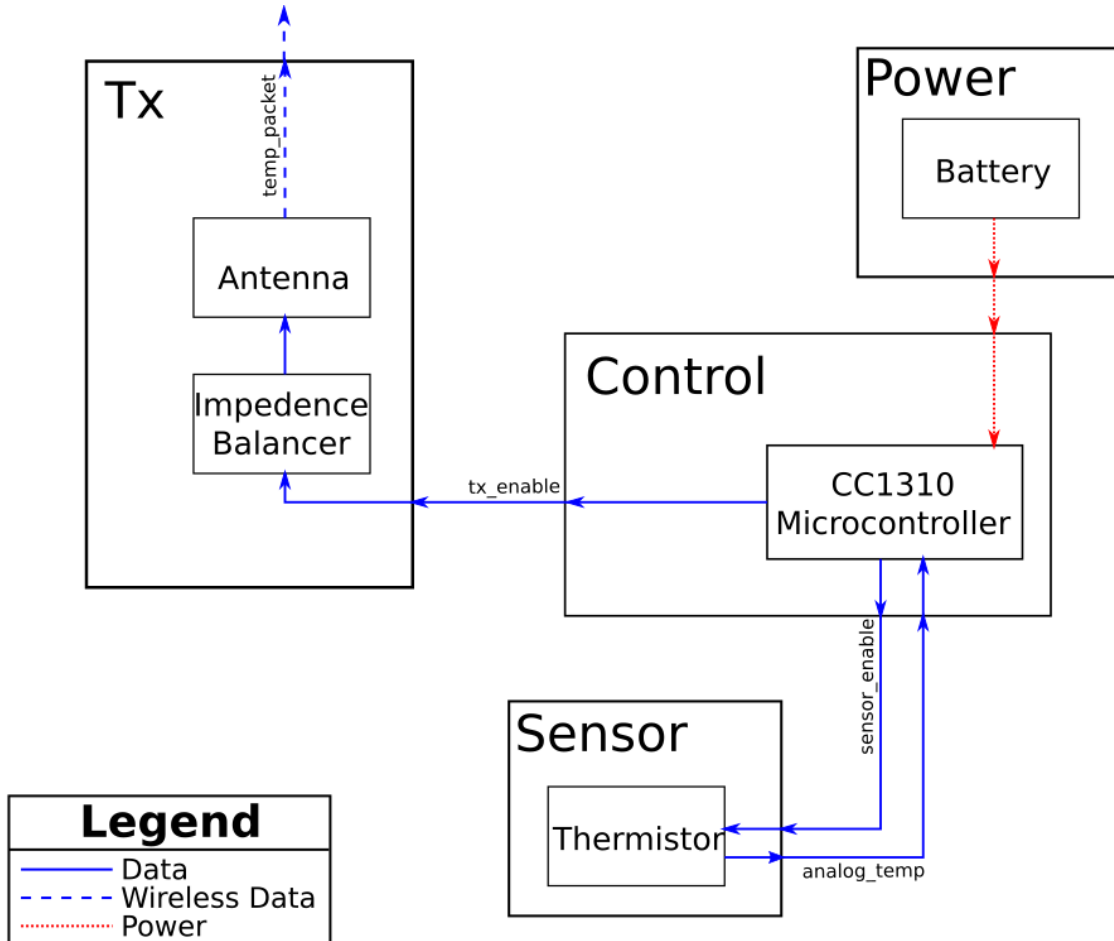 Tx
temp_packet
Antenna
Impedence
Balancer
Power
Battery
Control
CC1310
Microcontroller
tx_enable
sensor_enable
Sensor
Thermistor
analog_temp
Legend
Data
Wireless Data
Power